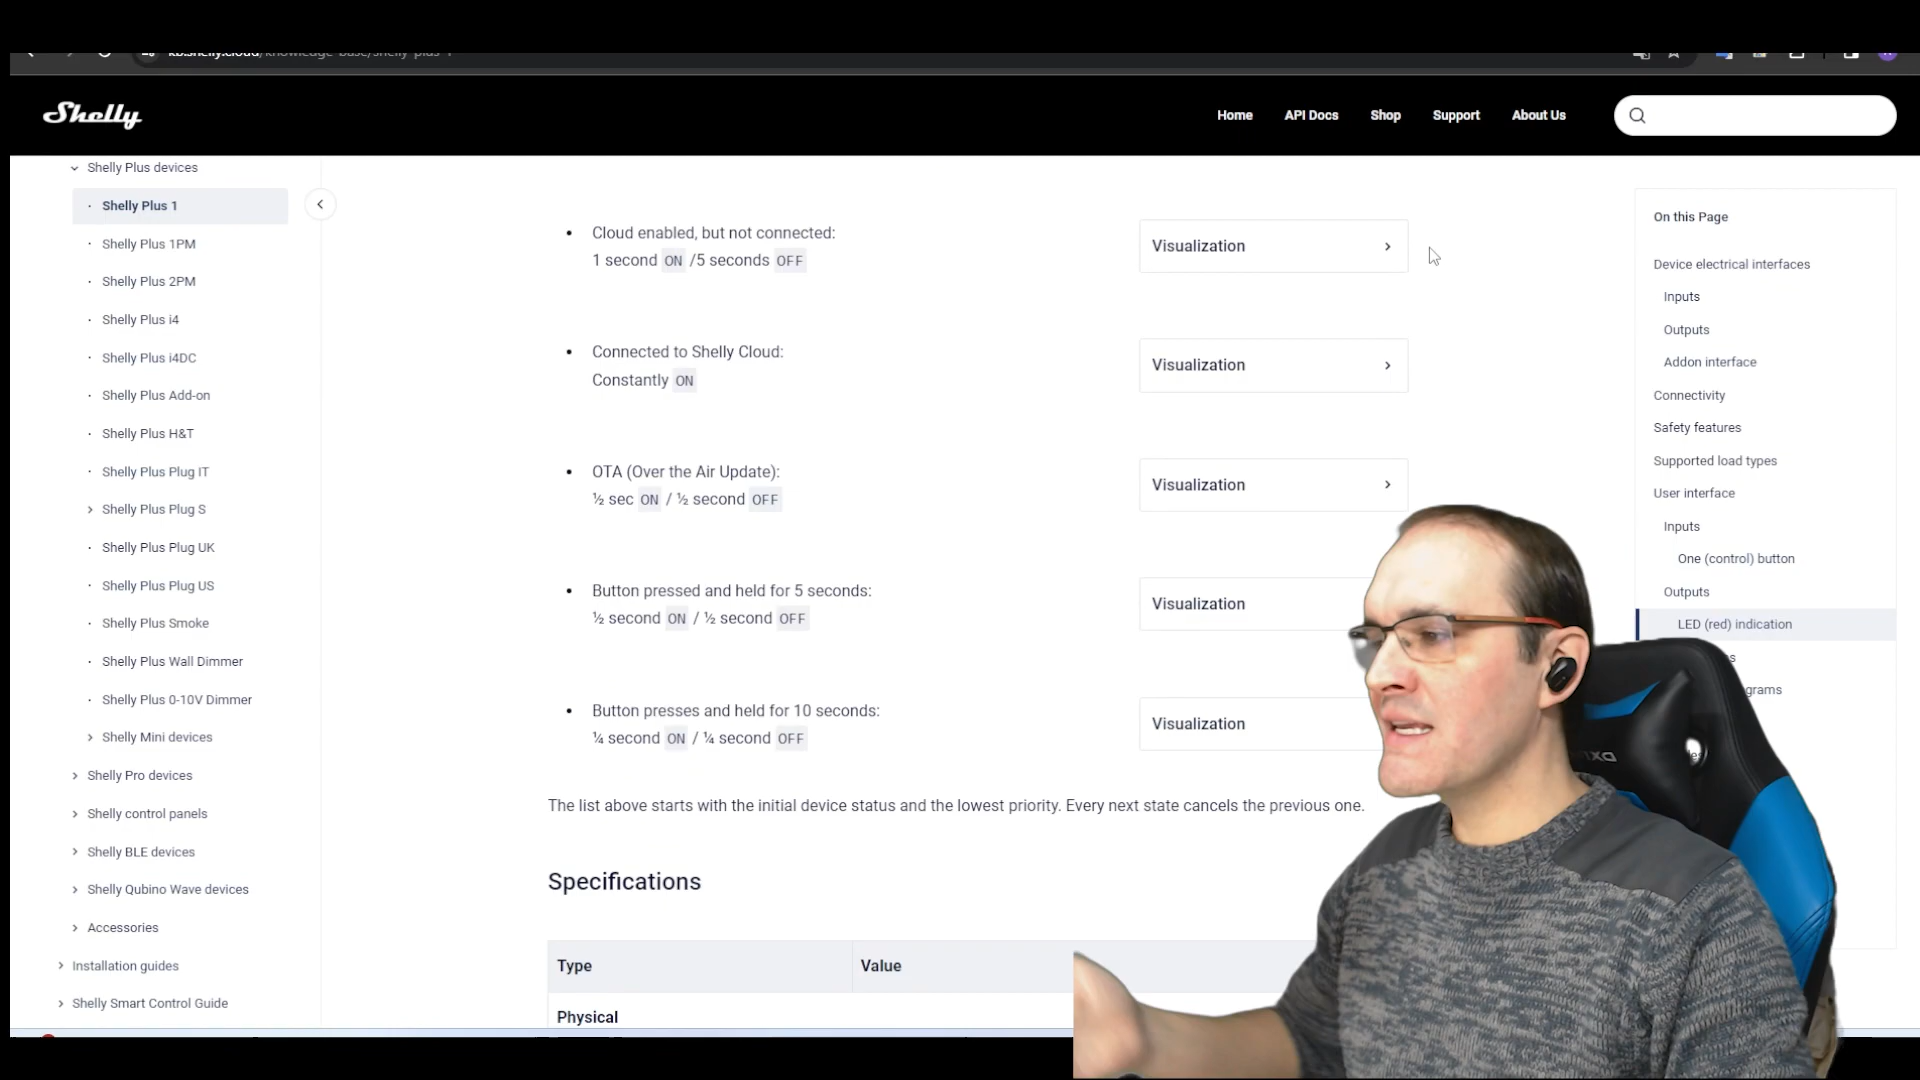 kb.shelly.cloud/knowledge-base/shelly-plus-1
Shelly
Home
API Docs
Shop
Support
About Us
Shelly Plus devices
Shelly Plus 1
Shelly Plus 1PM
Shelly Plus 2PM
Shelly Plus i4
Shelly Plus i4DC
Shelly Plus Add-on
Shelly Plus H&T
Shelly Plus Plug IT
Shelly Plus Plug S
Shelly Plus Plug UK
Shelly Plus Plug US
Shelly Plus Smoke
Shelly Plus Wall Dimmer
Shelly Plus 0-10V Dimmer
Shelly Mini devices
Shelly Pro devices
Shelly control panels
Shelly BLE devices
Shelly Qubino Wave devices
Accessories
Installation guides
Shelly Smart Control Guide
Cloud enabled, but not connected:
1 second ON /5 seconds OFF
Visualization
Connected to Shelly Cloud:
Constantly ON
Visualization
OTA (Over the Air Update):
½ sec ON / ½ second OFF
Visualization
Button pressed and held for 5 seconds:
½ second ON / ½ second OFF
Visualization
Button presses and held for 10 seconds:
¼ second ON / ¼ second OFF
Visualization
The list above starts with the initial device status and the lowest priority. Every next state cancels the previous one.
Specifications
Type
Value
Physical
On this Page
Device electrical interfaces
Inputs
Outputs
Addon interface
Connectivity
Safety features
Supported load types
User interface
Inputs
One (control) button
Outputs
LED (red) indication